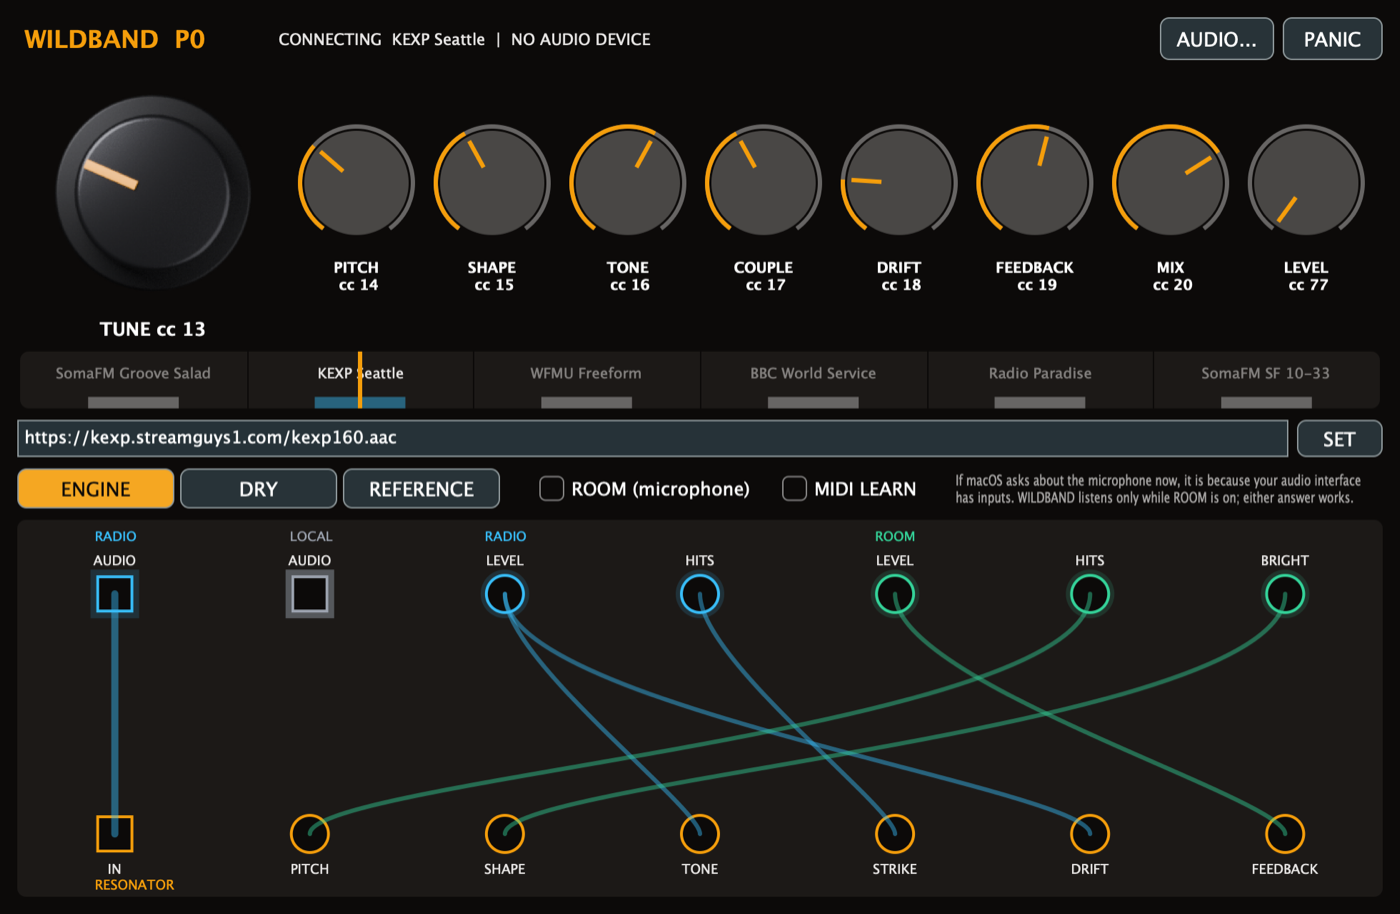 WILDBAND P0
CONNECTING KEXP Seattle | NO AUDIO DEVICE
AUDIO...
PANIC
PITCH
cc 14
SHAPE
cc 15
TONE
cc 16
COUPLE
cc 17
DRIFT
cc 18
FEEDBACK
cc 19
MIX
cc 20
LEVEL
cc 77
TUNE cc 13
SomaFM Groove Salad
KEXP Seattle
WFMU Freeform
BBC World Service
Radio Paradise
SomaFM SF 10-33
https://kexp.streamguys1.com/kexp160.aac
SET
ENGINE
DRY
REFERENCE
ROOM (microphone)
MIDI LEARN
If macOS asks about the microphone now, it is because your audio interface
has inputs. WILDBAND listens only while ROOM is on; either answer works.
RADIO
AUDIO
LOCAL
AUDIO
RADIO
LEVEL
HITS
ROOM
LEVEL
HITS
BRIGHT
IN
RESONATOR
PITCH
SHAPE
TONE
STRIKE
DRIFT
FEEDBACK